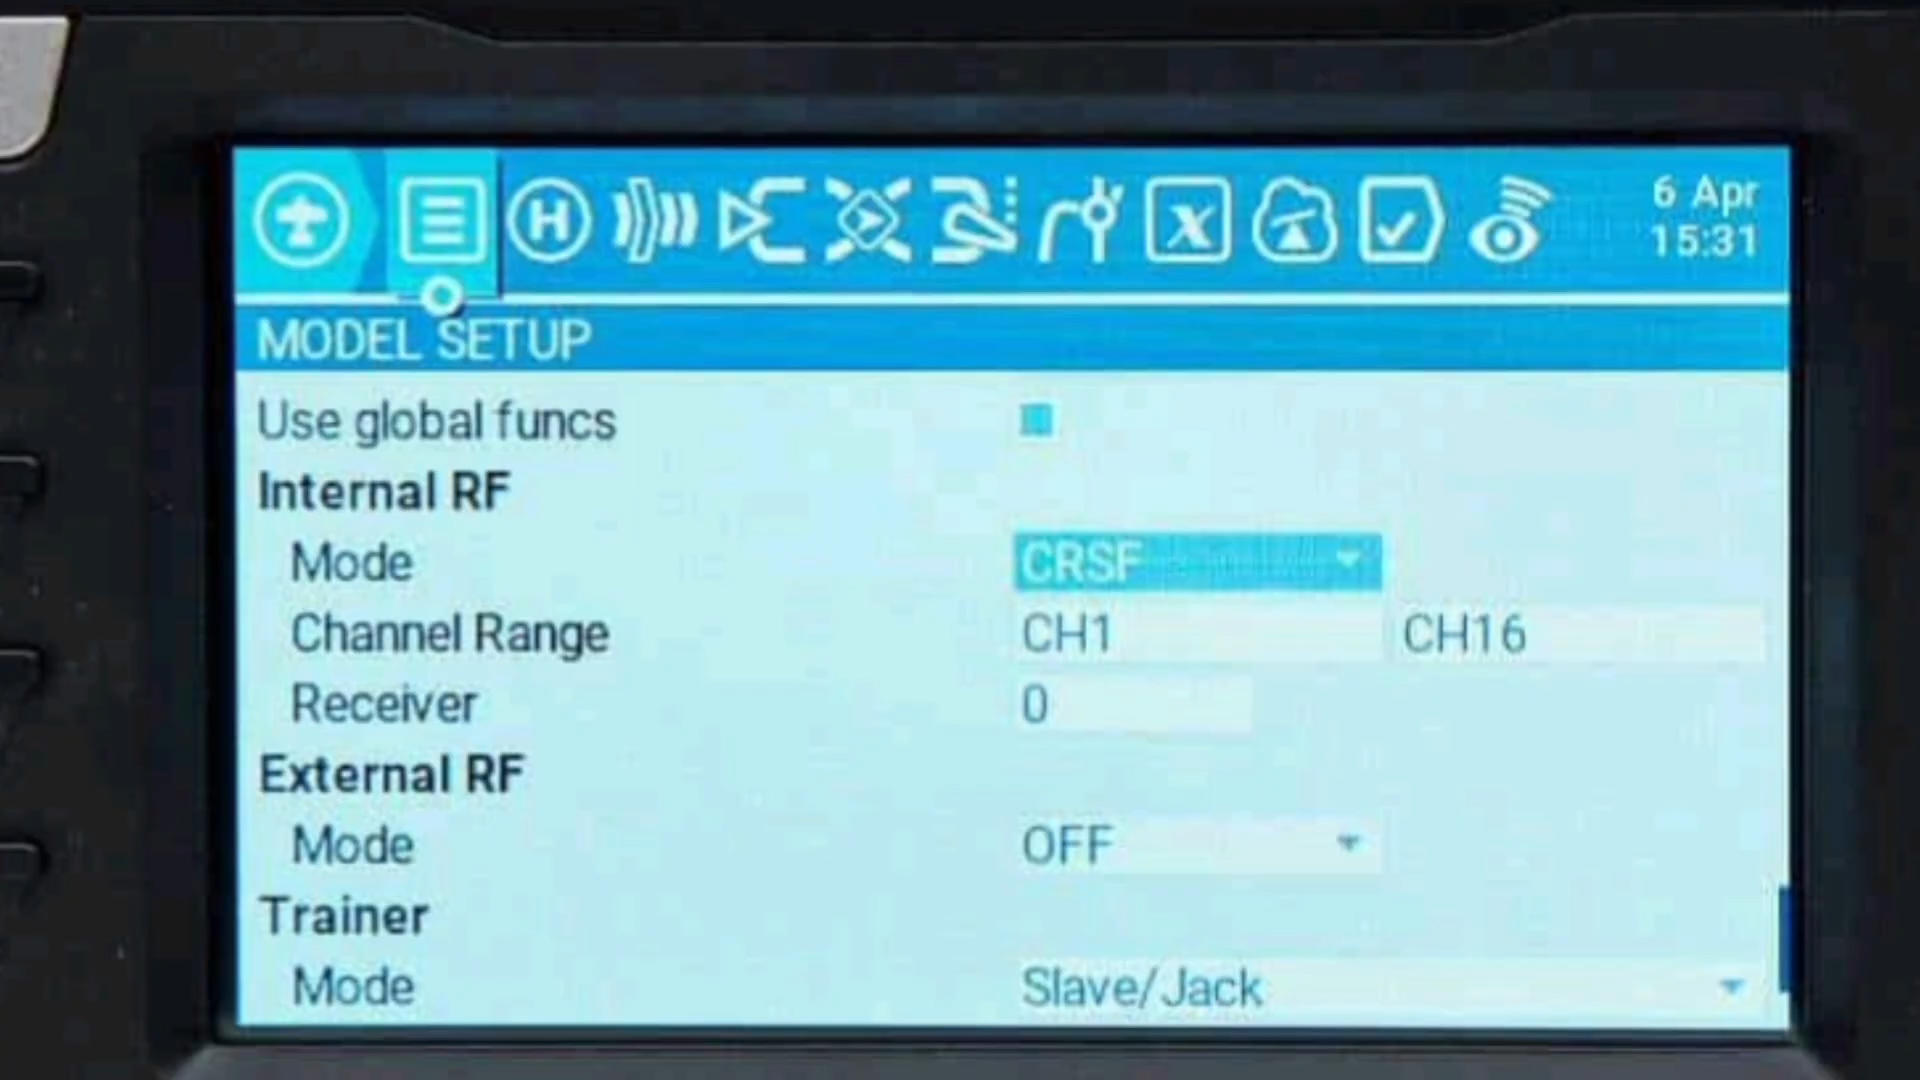 6 Apr
15:31
MODEL SETUP
Use global funcs
Internal RF
Mode CRSF
Channel Range CH1 CH16
Receiver 0
External RF
Mode OFF
Trainer
Mode Slave/Jack